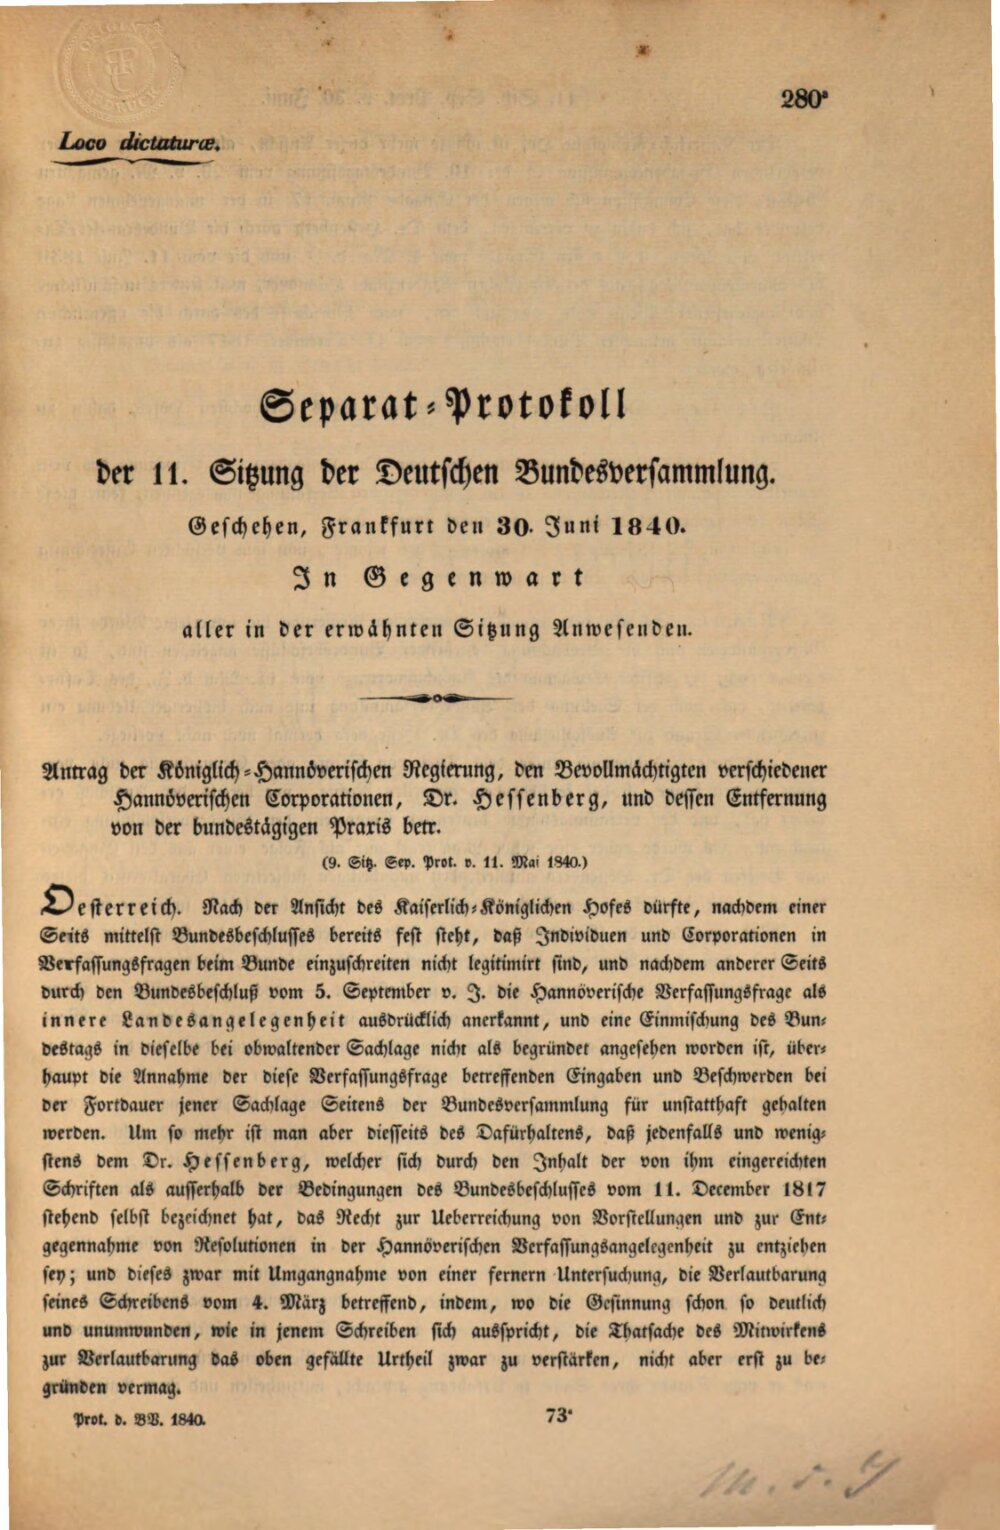 280ª
Loco dictaturæ.
Separat-Protokoll
der 11. Sitzung der Deutschen Bundesversammlung.
Geschehen, Frankfurt den 30. Juni 1840.
In Gegenwart
aller in der erwähnten Sitzung Anwesenden.
Antrag der Königlich-Hannöverischen Regierung, den Bevollmächtigten verschiedener
Hannöverischen Corporationen, Dr. Hessenberg, und dessen Entfernung
von der bundestägigen Praxis betr.
(9. Sitz. Sep. Prot. v. 11. Mai 1840.)
Oesterreich. Nach der Ansicht des Kaiserlich-Königlichen Hofes dürfte, nachdem einer
Seits mittelst Bundesbeschlusses bereits fest steht, daß Individuen und Corporationen in
Verfassungsfragen beim Bunde einzuschreiten nicht legitimirt sind, und nachdem anderer Seits
durch den Bundesbeschluß vom 5. September v. J. die Hannöverische Verfassungsfrage als
innere Landesangelegenheit ausdrücklich anerkannt, und eine Einmischung des Bun-
destags in dieselbe bei obwaltender Sachlage nicht als begründet angesehen worden ist, über-
haupt die Annahme der diese Verfassungsfrage betreffenden Eingaben und Beschwerden bei
der Fortdauer jener Sachlage Seitens der Bundesversammlung für unstatthaft gehalten
werden. Um so mehr ist man aber diesseits des Dafürhaltens, daß jedenfalls und wenig-
stens dem Dr. Hessenberg, welcher sich durch den Inhalt der von ihm eingereichten
Schriften als ausserhalb der Bedingungen des Bundesbeschlusses vom 11. December 1817
stehend selbst bezeichnet hat, das Recht zur Ueberreichung von Vorstellungen und zur Ent-
gegennahme von Resolutionen in der Hannöverischen Verfassungsangelegenheit zu entziehen
sey; und dieses zwar mit Umgangnahme von einer fernern Untersuchung, die Verlautbarung
seines Schreibens vom 4. März betreffend, indem, wo die Gesinnung schon so deutlich
und unumwunden, wie in jenem Schreiben sich ausspricht, die Thatsache des Mitwirkens
zur Verlautbarung das oben gefällte Urtheil zwar zu verstärken, nicht aber erst zu be-
gründen vermag.
Prot. d. BV. 1840.
73ª